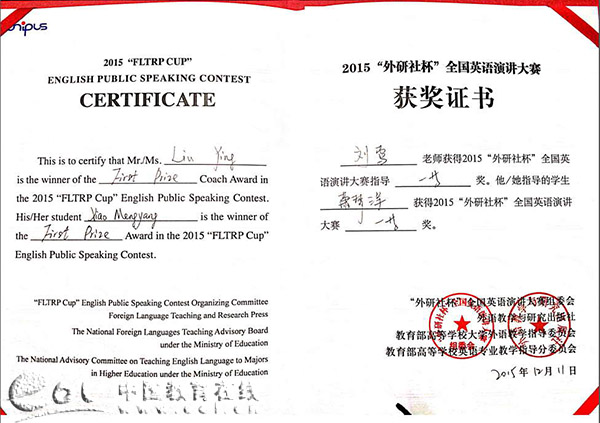 unipus
2015 “FLTRP CUP”
ENGLISH PUBLIC SPEAKING CONTEST
CERTIFICATE
This is to certify that Mr./Ms. Liu Ying
is the winner of the First Prize Coach Award in
the 2015 “FLTRP Cup” English Public Speaking Contest.
His/Her student Xiao Mengyang is the winner of
the First Prize Award in the 2015 “FLTRP Cup”
English Public Speaking Contest.
“FLTRP Cup” English Public Speaking Contest Organizing Committee
Foreign Language Teaching and Research Press
The National Foreign Languages Teaching Advisory Board
under the Ministry of Education
The National Advisory Committee on Teaching English Language to Majors
in Higher Education under the Ministry of Education
中国教育在线
2015 “外研社杯” 全国英语演讲大赛
获奖证书
刘莺 老师获得2015 “外研社杯” 全国英
语演讲大赛指导 一等 奖。他/她指导的学生
获得2015 “外研社杯” 全国英语演讲
大赛 一等 奖。
“外研社杯” 全国英语演讲大赛组委会
外语教学与研究出版社
教育部高等学校大学外语教学指导委员会
教育部高等学校英语专业教学指导分委员会
组委会
2015年12月11日